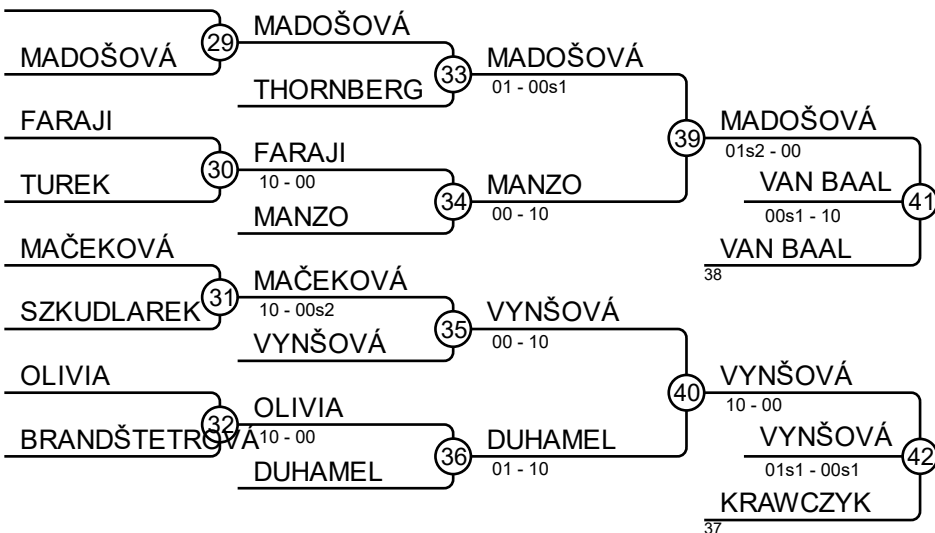 MADOŠOVÁ
29
MADOŠOVÁ
THORNBERG
33
MADOŠOVÁ
01 - 00s1
FARAJI
TUREK
30
FARAJI
10 - 00
MANZO
34
MANZO
00 - 10
39
MADOŠOVÁ
01s2 - 00
VAN BAAL
00s1 - 10
41
VAN BAAL
38
MAČEKOVÁ
SZKUDLAREK
31
MAČEKOVÁ
10 - 00s2
VYNŠOVÁ
35
VYNŠOVÁ
00 - 10
OLIVIA
BRANDŠTETROVÁ
32
OLIVIA
10 - 00
DUHAMEL
36
DUHAMEL
01 - 10
40
VYNŠOVÁ
10 - 00
VYNŠOVÁ
01s1 - 00s1
42
KRAWCZYK
37